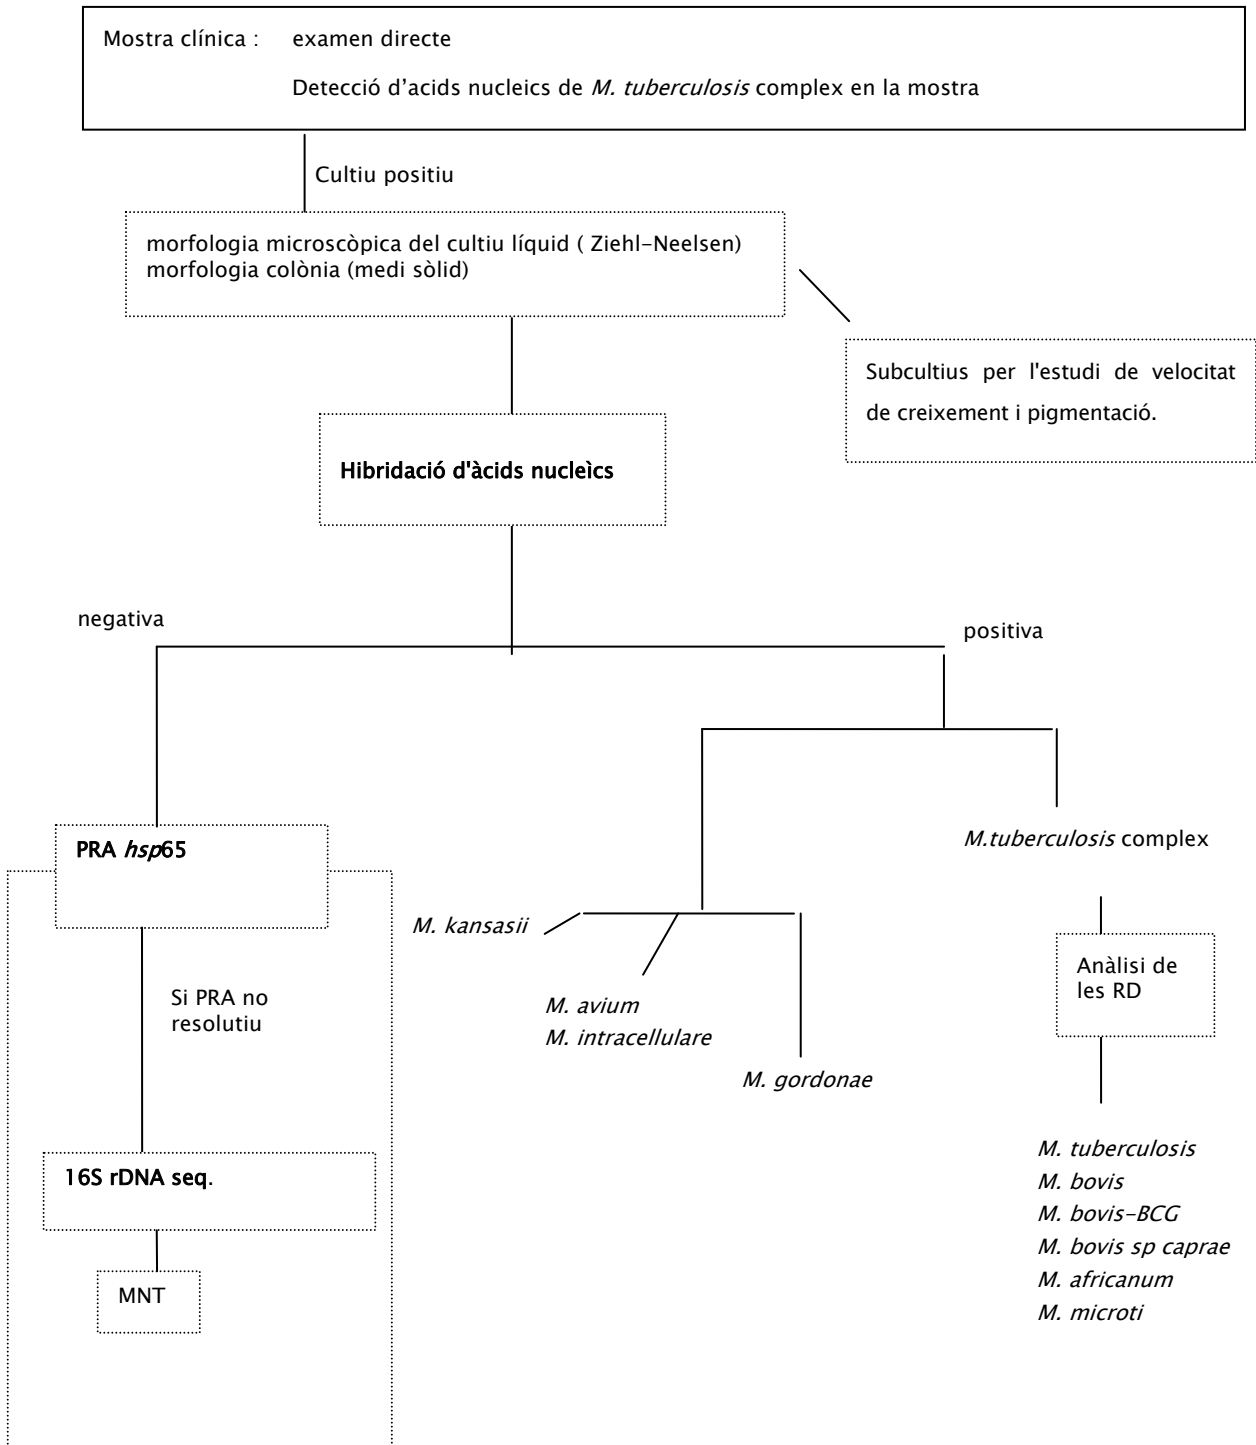 Mostra clínica : examen directe
Detecció d’acids nucleics de M. tuberculosis complex en la mostra
Cultiu positiu
morfologia microscòpica del cultiu líquid ( Ziehl-Neelsen)
morfologia colònia (medi sòlid)
Subcultius per l'estudi de velocitat
de creixement i pigmentació.
Hibridació d'àcids nucleìcs
negativa
positiva
PRA hsp65
M.tuberculosis complex
M. kansasii
Anàlisi de
les RD
Si PRA no
resolutiu
M. avium
M. intracellulare
M. gordonae
16S rDNA seq.
MNT
M. tuberculosis
M. bovis
M. bovis-BCG
M. bovis sp caprae
M. africanum
M. microti